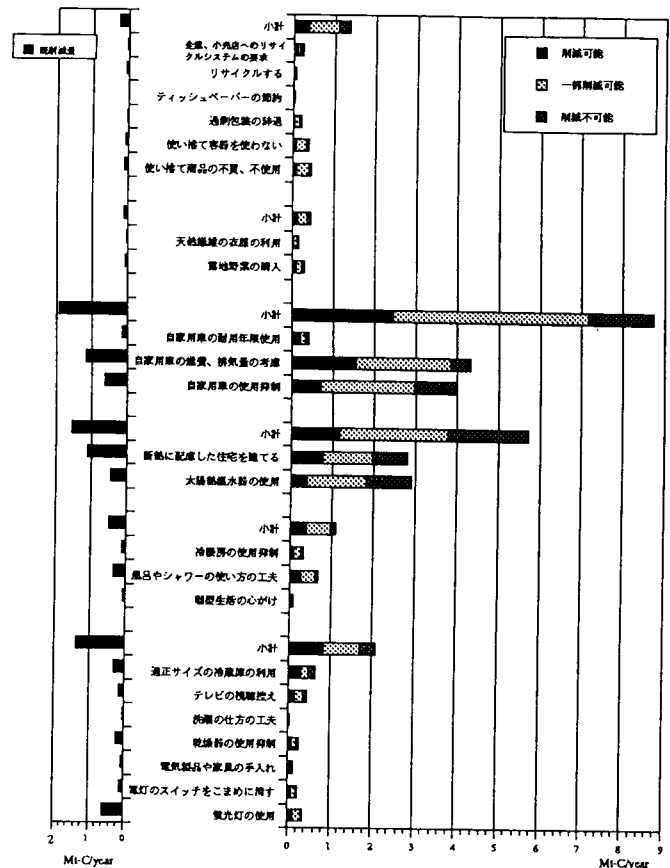 既削減量
小計
企業、小売店へのリサイ
クルシステムの要求
リサイクルする
ティッシュペーパーの節約
過剰包装の辞退
使い捨て容器を使わない
使い捨て商品の不買、不使用
小計
天然繊維の衣服の利用
露地野菜の購入
小計
自家用車の耐用年限使用
自家用車の燃費、排気量の考慮
自家用車の使用抑制
小計
断熱に配慮した住宅を建てる
太陽熱温水器の使用
小計
冷暖房の使用抑制
風呂やシャワーの使い方の工夫
朝型生活の心がけ
小計
適正サイズの冷蔵庫の利用
テレビの視聴控え
洗濯の仕方の工夫
乾燥器の使用抑制
電気製品や家具の手入れ
電灯のスイッチをこまめに消す
蛍光灯の使用
削減可能
一部削減可能
削減不可能
2 1 0
Mt-C/year
0 1 2 3 4 5 6 7 8 9
Mt-C/year